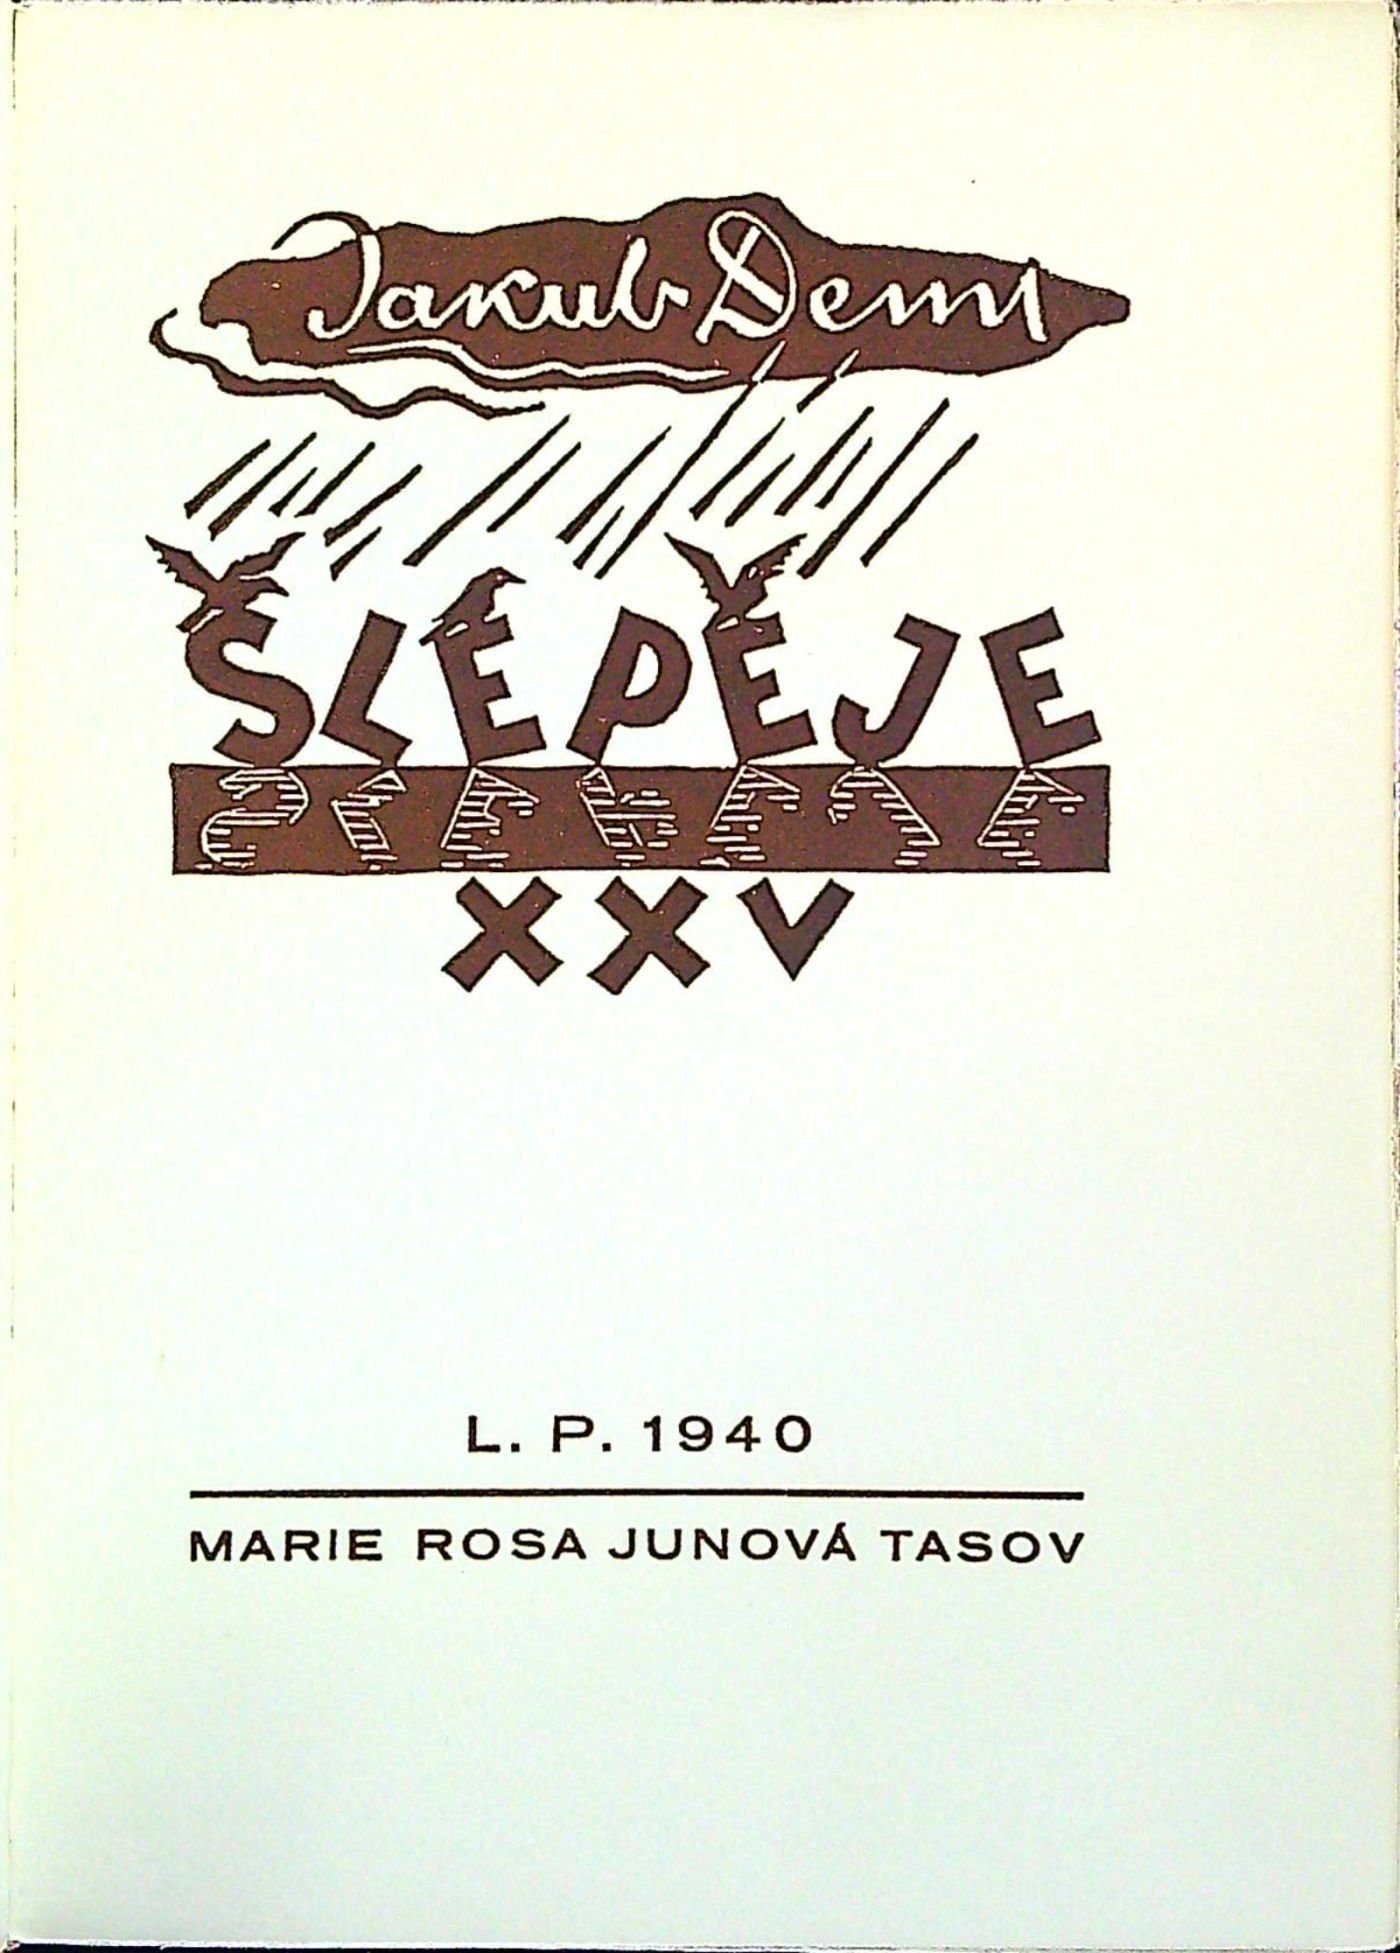 Jakub Deml
ŠLÉPĚJE
XXV
L. P. 1940
MARIE ROSA JUNOVÁ TASOV